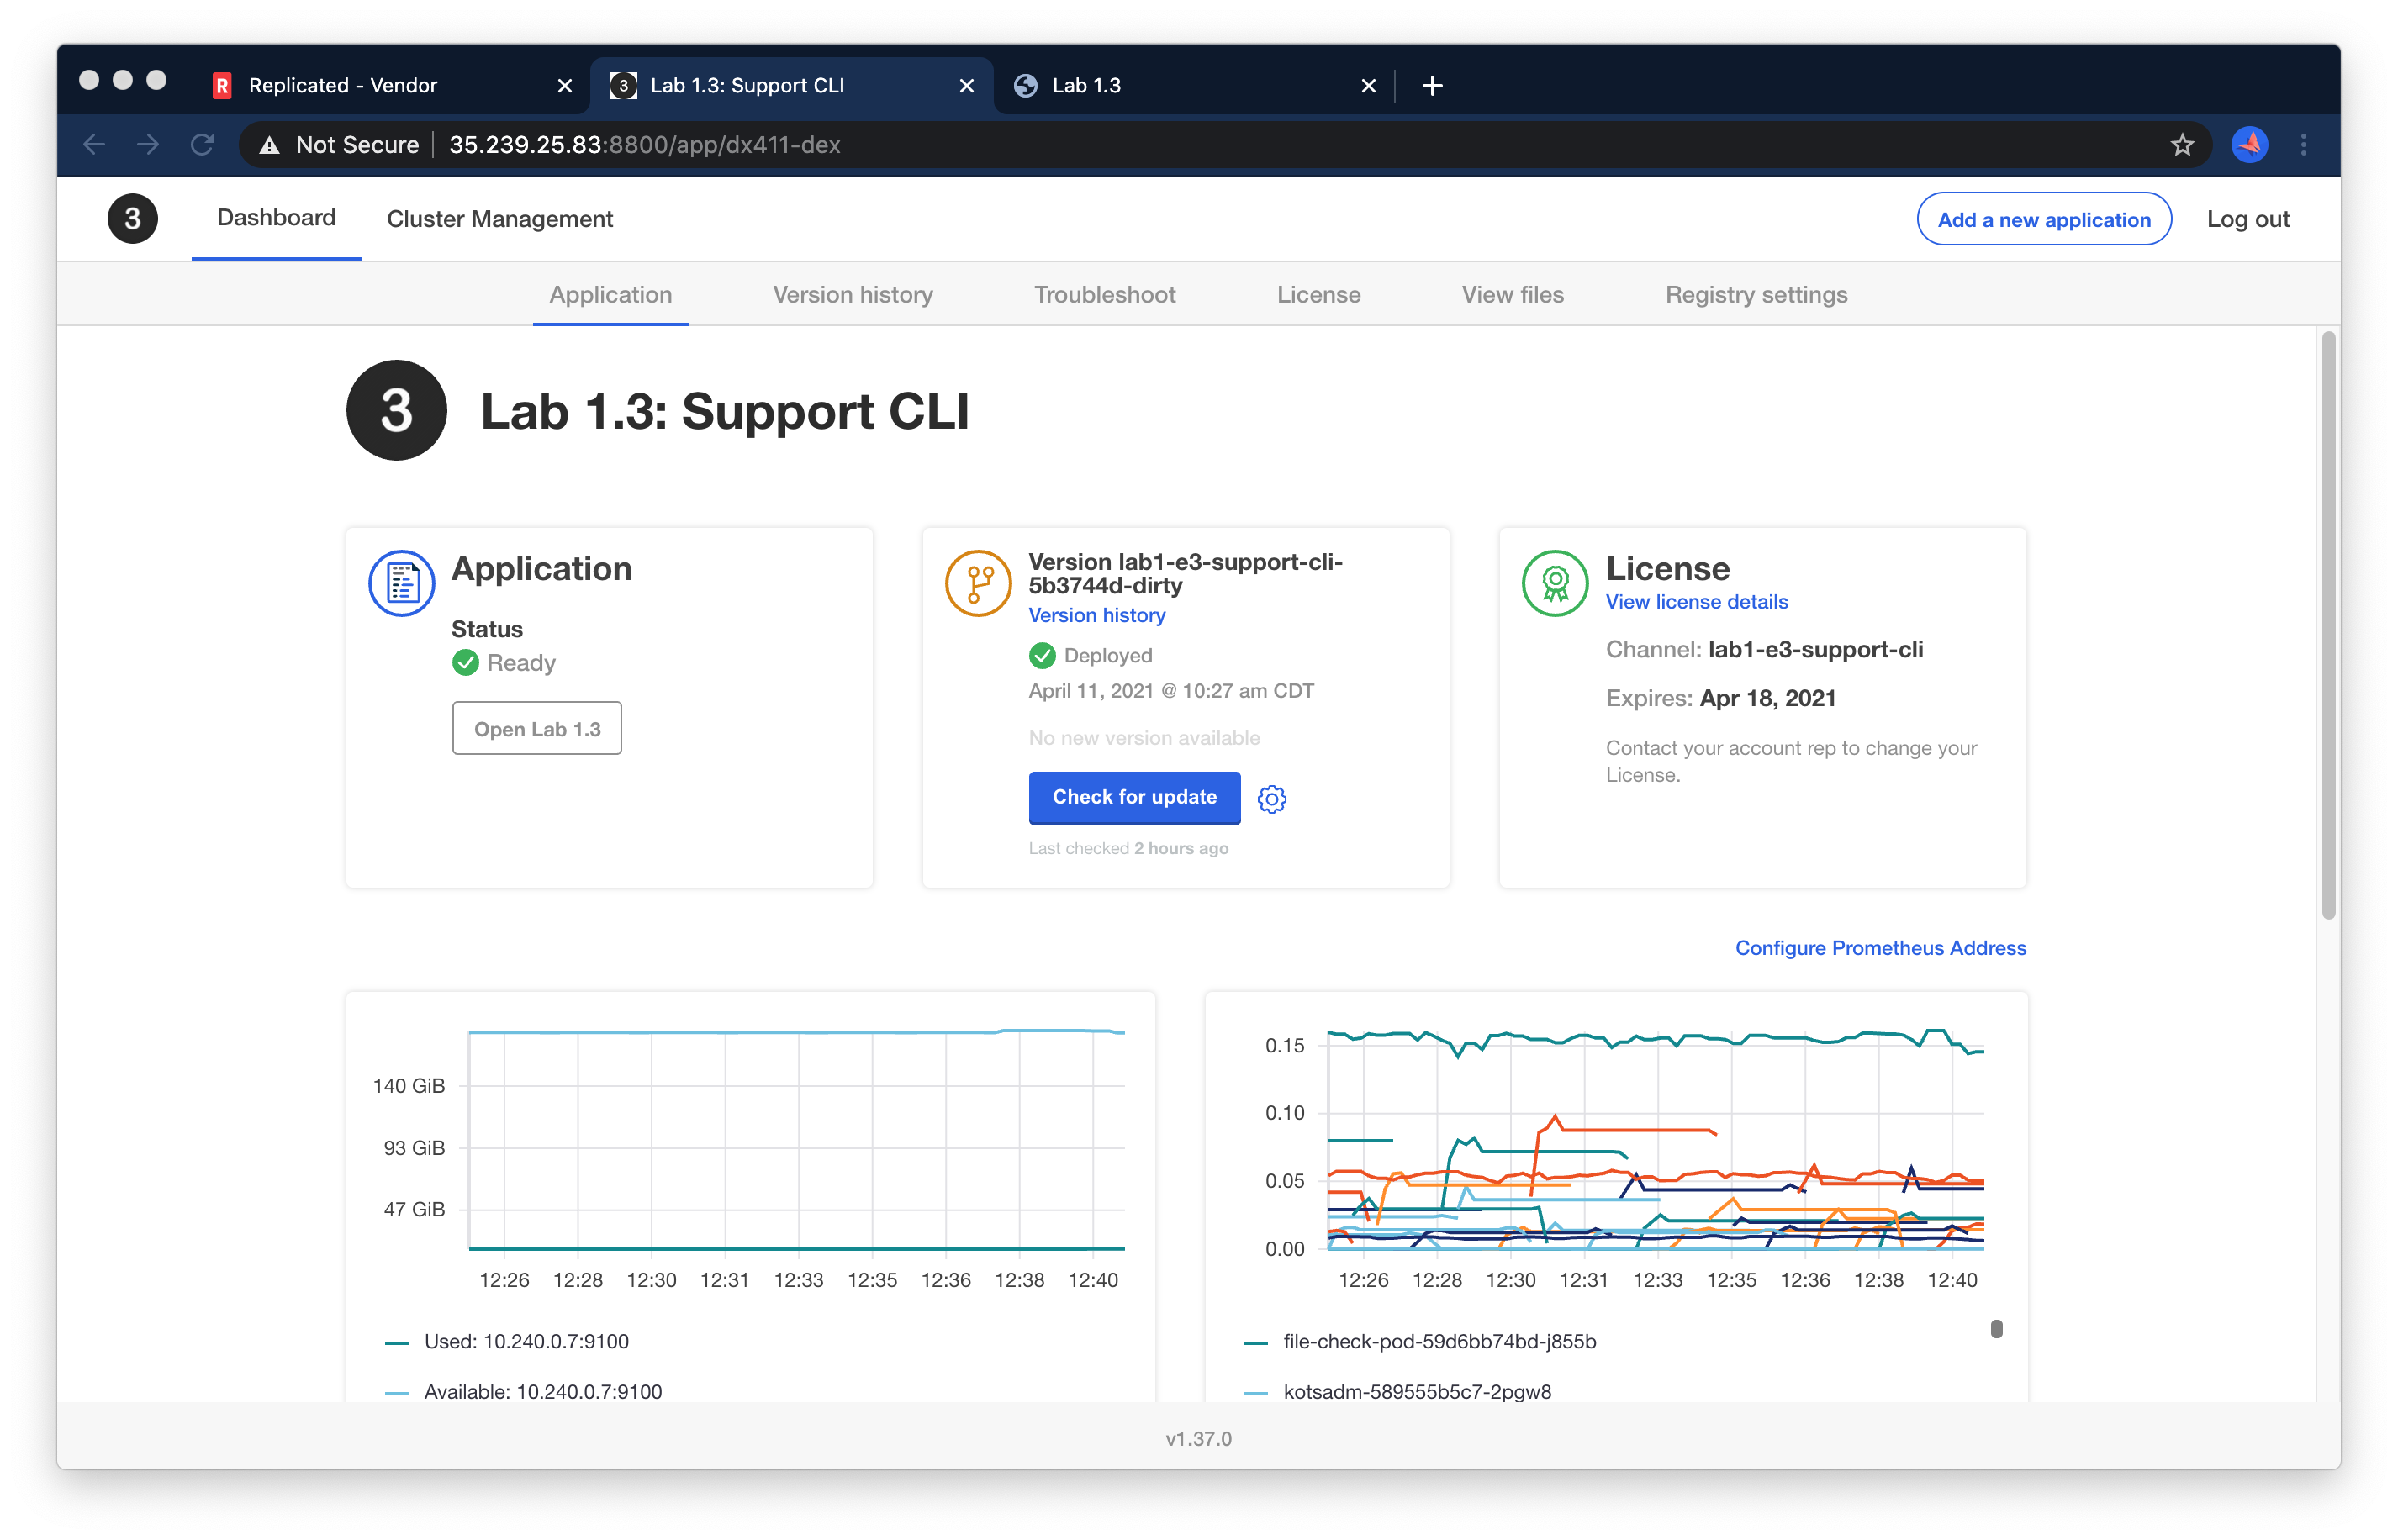 R Replicated - Vendor
3 Lab 1.3: Support CLI
Lab 1.3
Not Secure 35.239.25.83:8800/app/dx411-dex
3 Dashboard Cluster Management Add a new application Log out
Application Version history Troubleshoot License View files Registry settings
3 Lab 1.3: Support CLI
Application
Status
Ready
Open Lab 1.3
Version lab1-e3-support-cli-
5b3744d-dirty
Version history
Deployed
April 11, 2021 @ 10:27 am CDT
No new version available
Check for update
Last checked 2 hours ago
License
View license details
Channel: lab1-e3-support-cli
Expires: Apr 18, 2021
Contact your account rep to change your
License.
Configure Prometheus Address
140 GiB
93 GiB
47 GiB
12:26 12:28 12:30 12:31 12:33 12:35 12:36 12:38 12:40
Used: 10.240.0.7:9100
Available: 10.240.0.7:9100
0.15
0.10
0.05
0.00
12:26 12:28 12:30 12:31 12:33 12:35 12:36 12:38 12:40
file-check-pod-59d6bb74bd-j855b
kotsadm-589555b5c7-2pgw8
v1.37.0